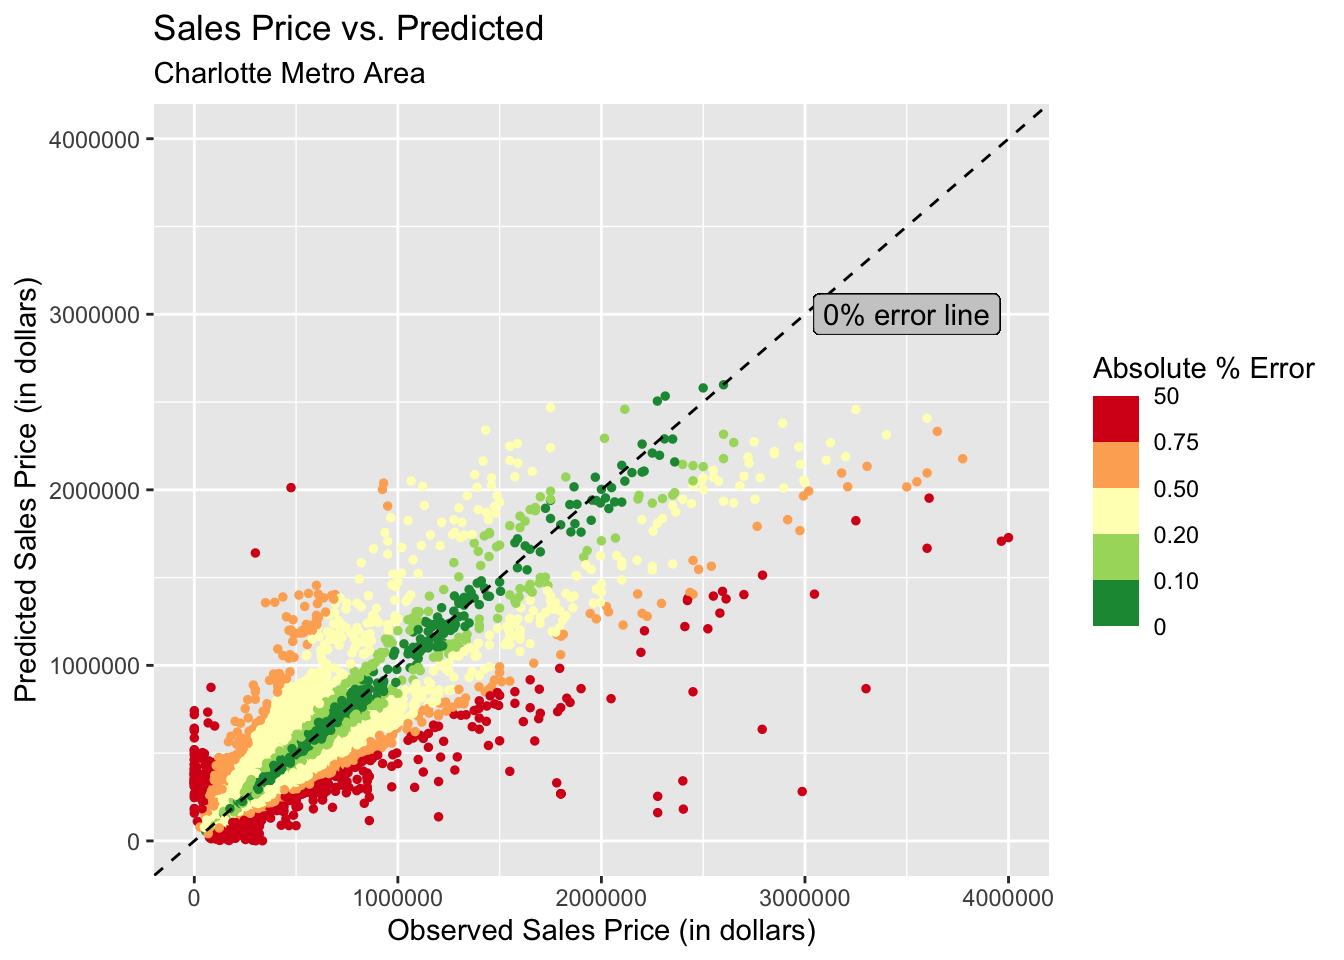 Sales Price vs. Predicted
Charlotte Metro Area
Predicted Sales Price (in dollars)
4000000
3000000
2000000
1000000
0
0% error line
0
1000000
2000000
3000000
4000000
Observed Sales Price (in dollars)
Absolute % Error
50
0.75
0.50
0.20
0.10
0